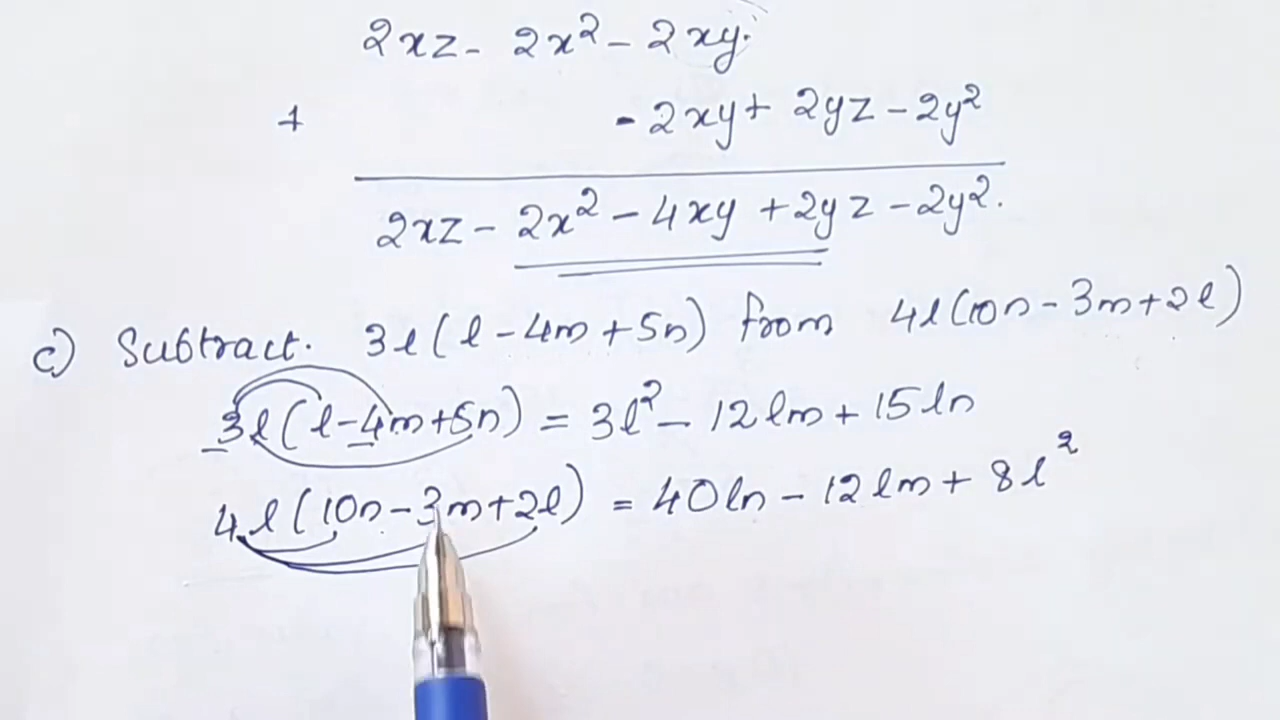 2xz - 2x² - 2xy.
+ - 2xy + 2yz - 2y²
2xz - 2x² - 4xy + 2yz - 2y².
c) Subtract. 3l(l - 4m + 5n) from 4l(10n - 3m + 2l)
3l(l - 4m + 5n) = 3l² - 12lm + 15ln
4l(10n - 3m + 2l) = 40ln - 12lm + 8l²